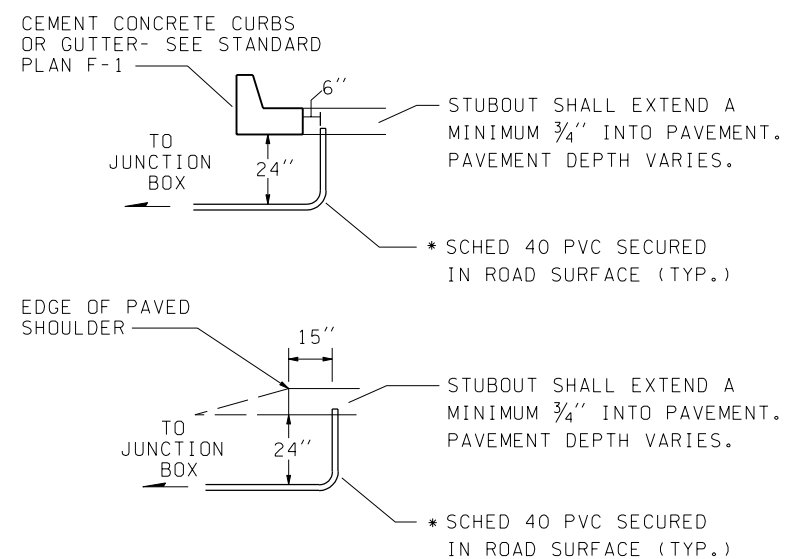 CEMENT CONCRETE CURBS
OR GUTTER- SEE STANDARD
PLAN F-1
6''
STUBOUT SHALL EXTEND A
MINIMUM 3⁄4'' INTO PAVEMENT.
PAVEMENT DEPTH VARIES.
TO
JUNCTION
BOX
24''
* SCHED 40 PVC SECURED
IN ROAD SURFACE (TYP.)
EDGE OF PAVED
SHOULDER
15''
STUBOUT SHALL EXTEND A
MINIMUM 3⁄4'' INTO PAVEMENT.
PAVEMENT DEPTH VARIES.
TO
JUNCTION
BOX
24''
* SCHED 40 PVC SECURED
IN ROAD SURFACE (TYP.)